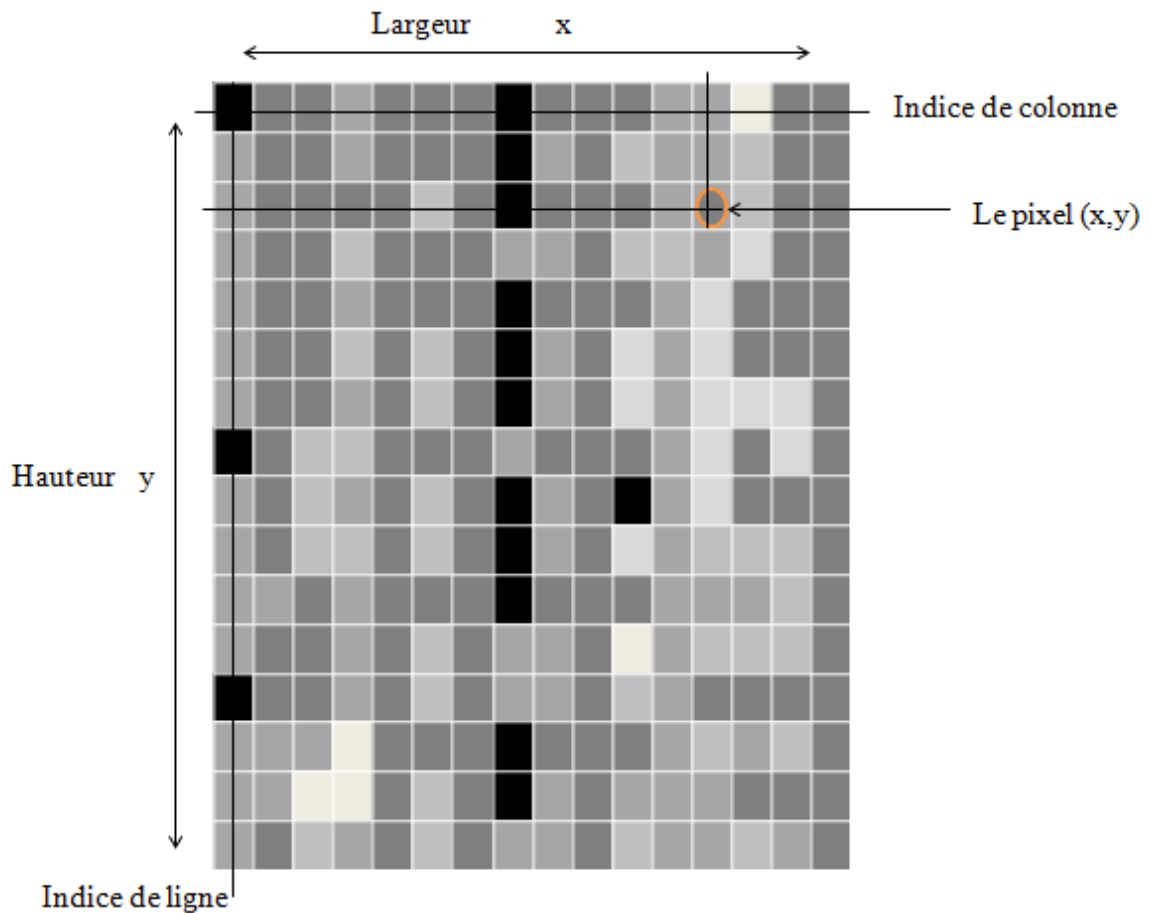 Largeur x
Indice de colonne
Le pixel (x,y)
Hauteur y
Indice de ligne